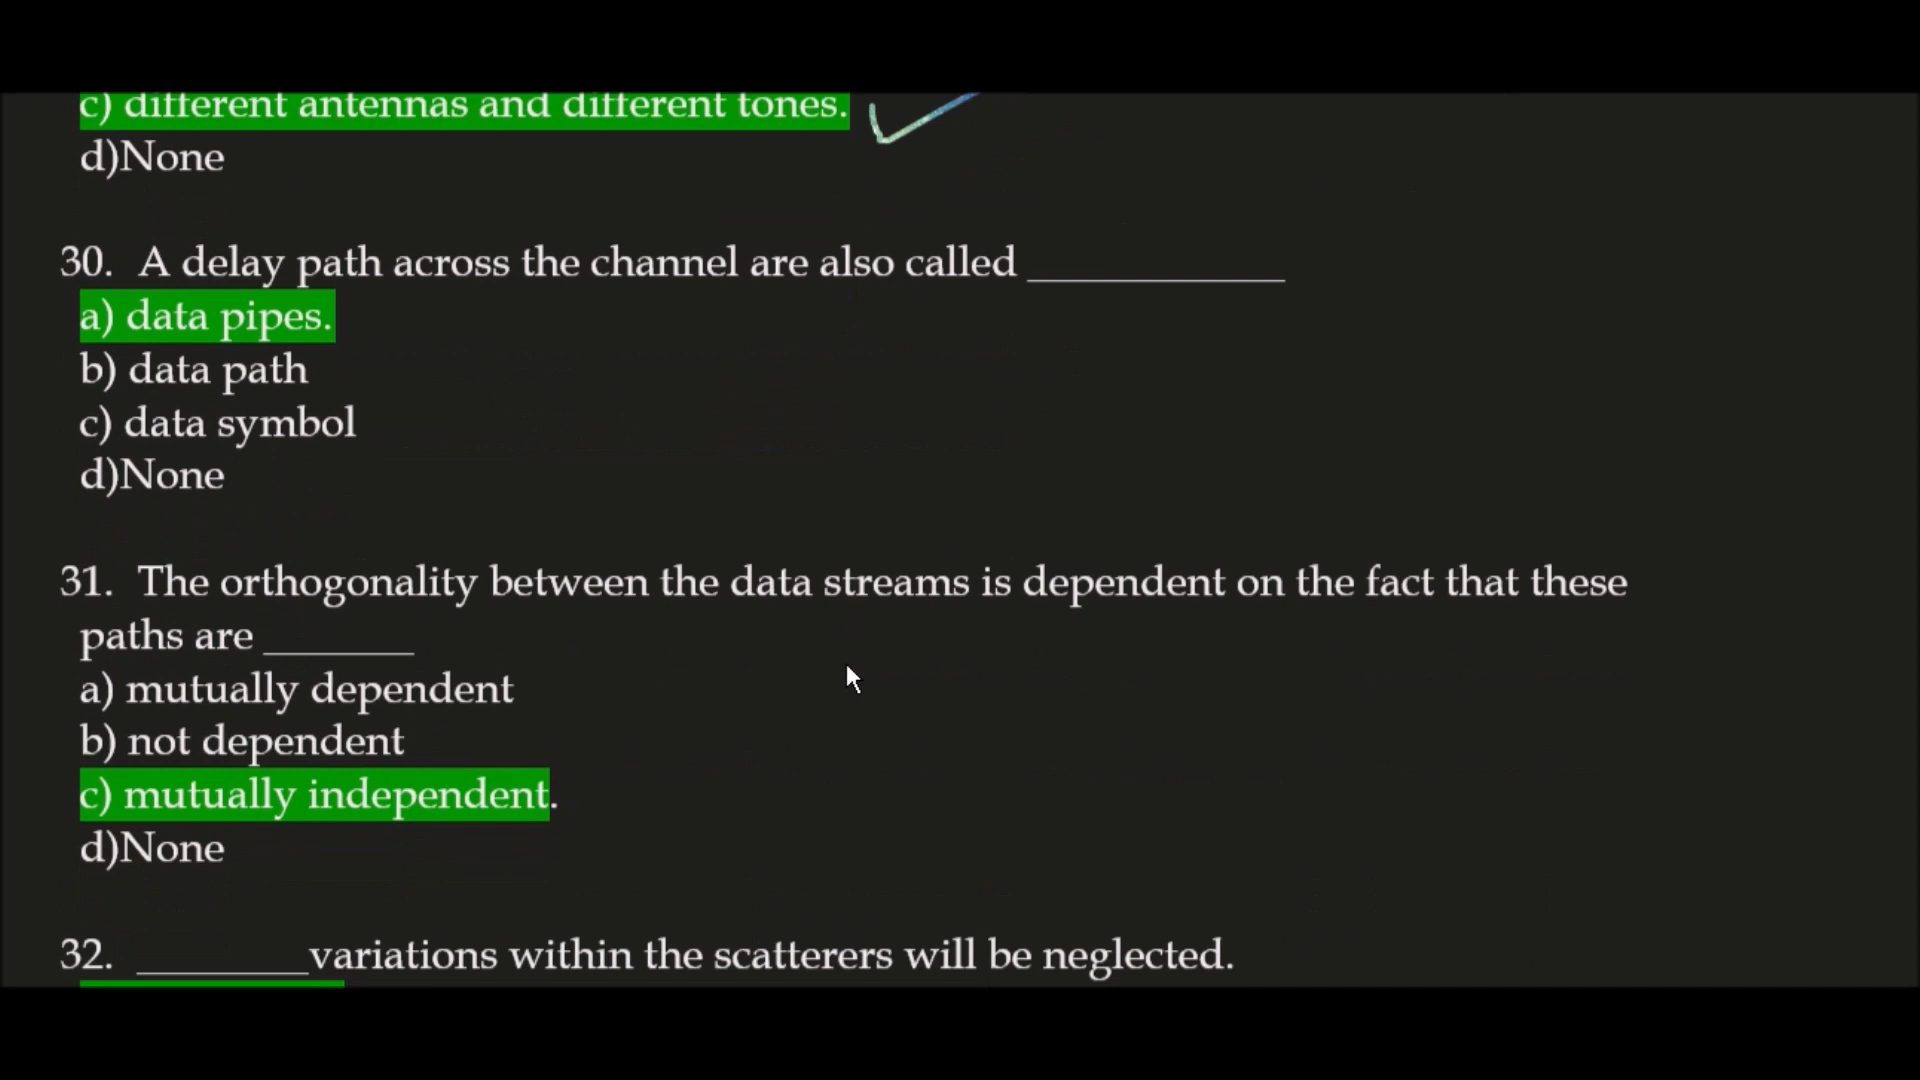 c) different antennas and different tones.
d)None
30. A delay path across the channel are also called ____________
a) data pipes.
b) data path
c) data symbol
d)None
31. The orthogonality between the data streams is dependent on the fact that these
paths are _______
a) mutually dependent
b) not dependent
c) mutually independent.
d)None
32. ________variations within the scatterers will be neglected.